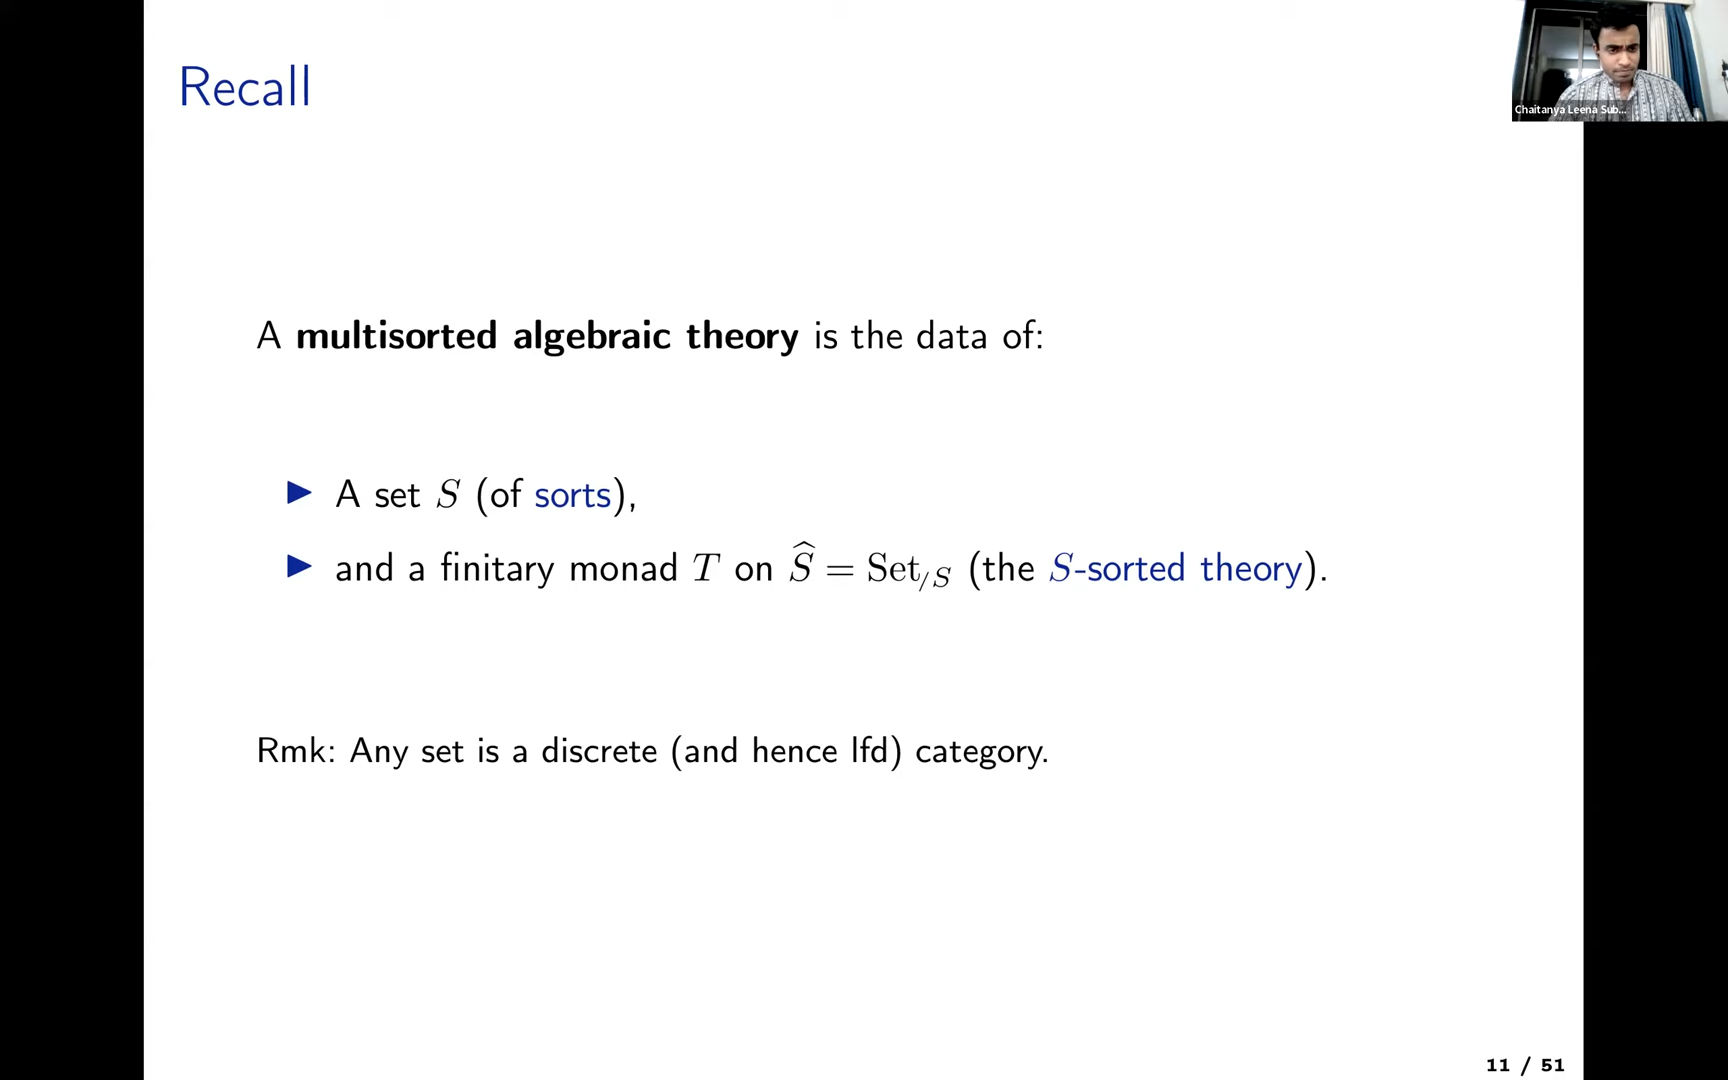 Recall
Chaitanya Leena Sub...
A multisorted algebraic theory is the data of:
▶ A set S (of sorts),
▶ and a finitary monad T on Ŝ = Set/S (the S-sorted theory).
Rmk: Any set is a discrete (and hence lfd) category.
11 / 51